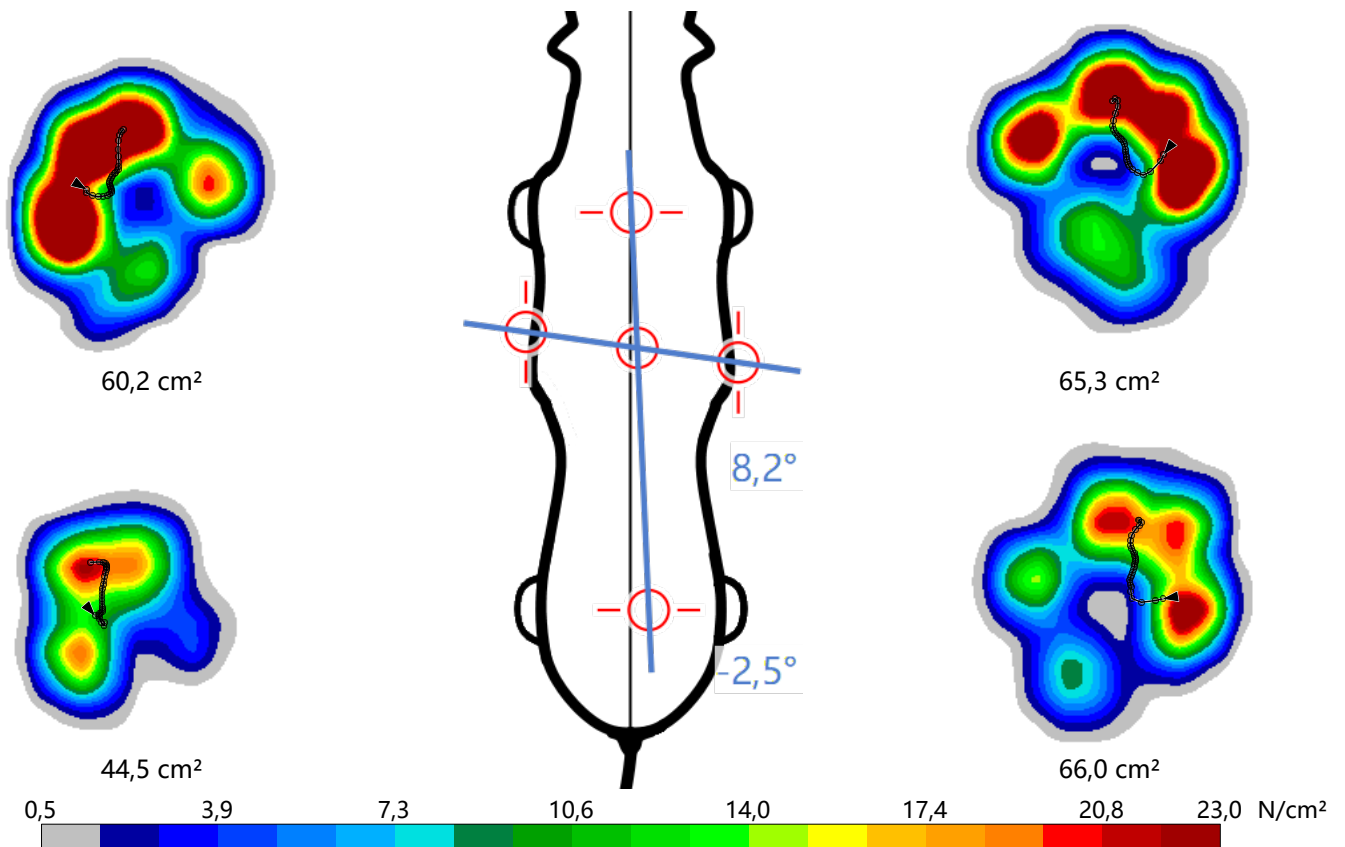 60,2 cm²
65,3 cm²
8,2°
-2,5°
44,5 cm²
66,0 cm²
0,5 3,9 7,3 10,6 14,0 17,4 20,8 23,0 N/cm²